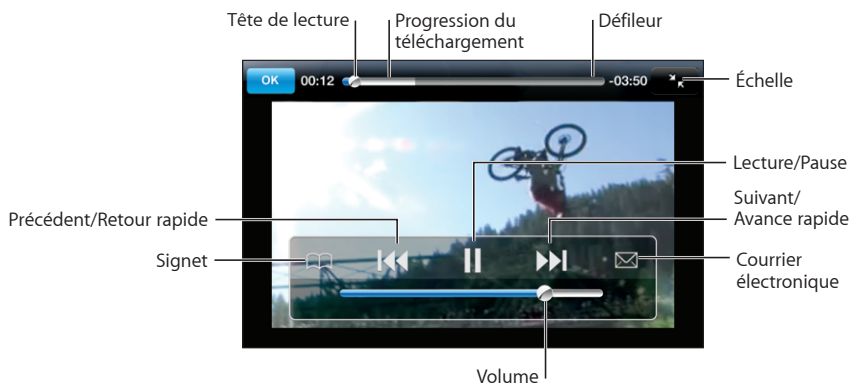 Tête de lecture
Progression du
téléchargement
Défileur
OK
00:12
-03:50
Échelle
Lecture/Pause
Suivant/
Avance rapide
Précédent/Retour rapide
Signet
Courrier
électronique
Volume